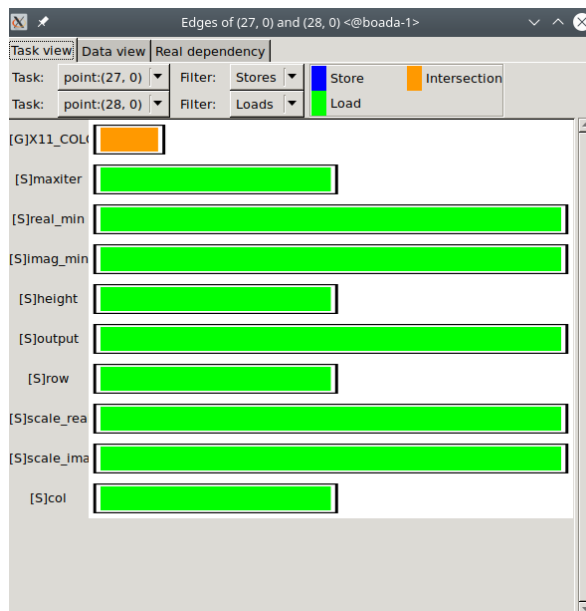 Edges of (27, 0) and (28, 0) <@boada-1>
Task view Data view Real dependency
Task: point:(27, 0) Filter: Stores Store Intersection
Task: point:(28, 0) Filter: Loads Load
[G]X11_COLO
[S]maxiter
[S]real_min
[S]imag_min
[S]height
[S]output
[S]row
[S]scale_rea
[S]scale_ima
[S]col